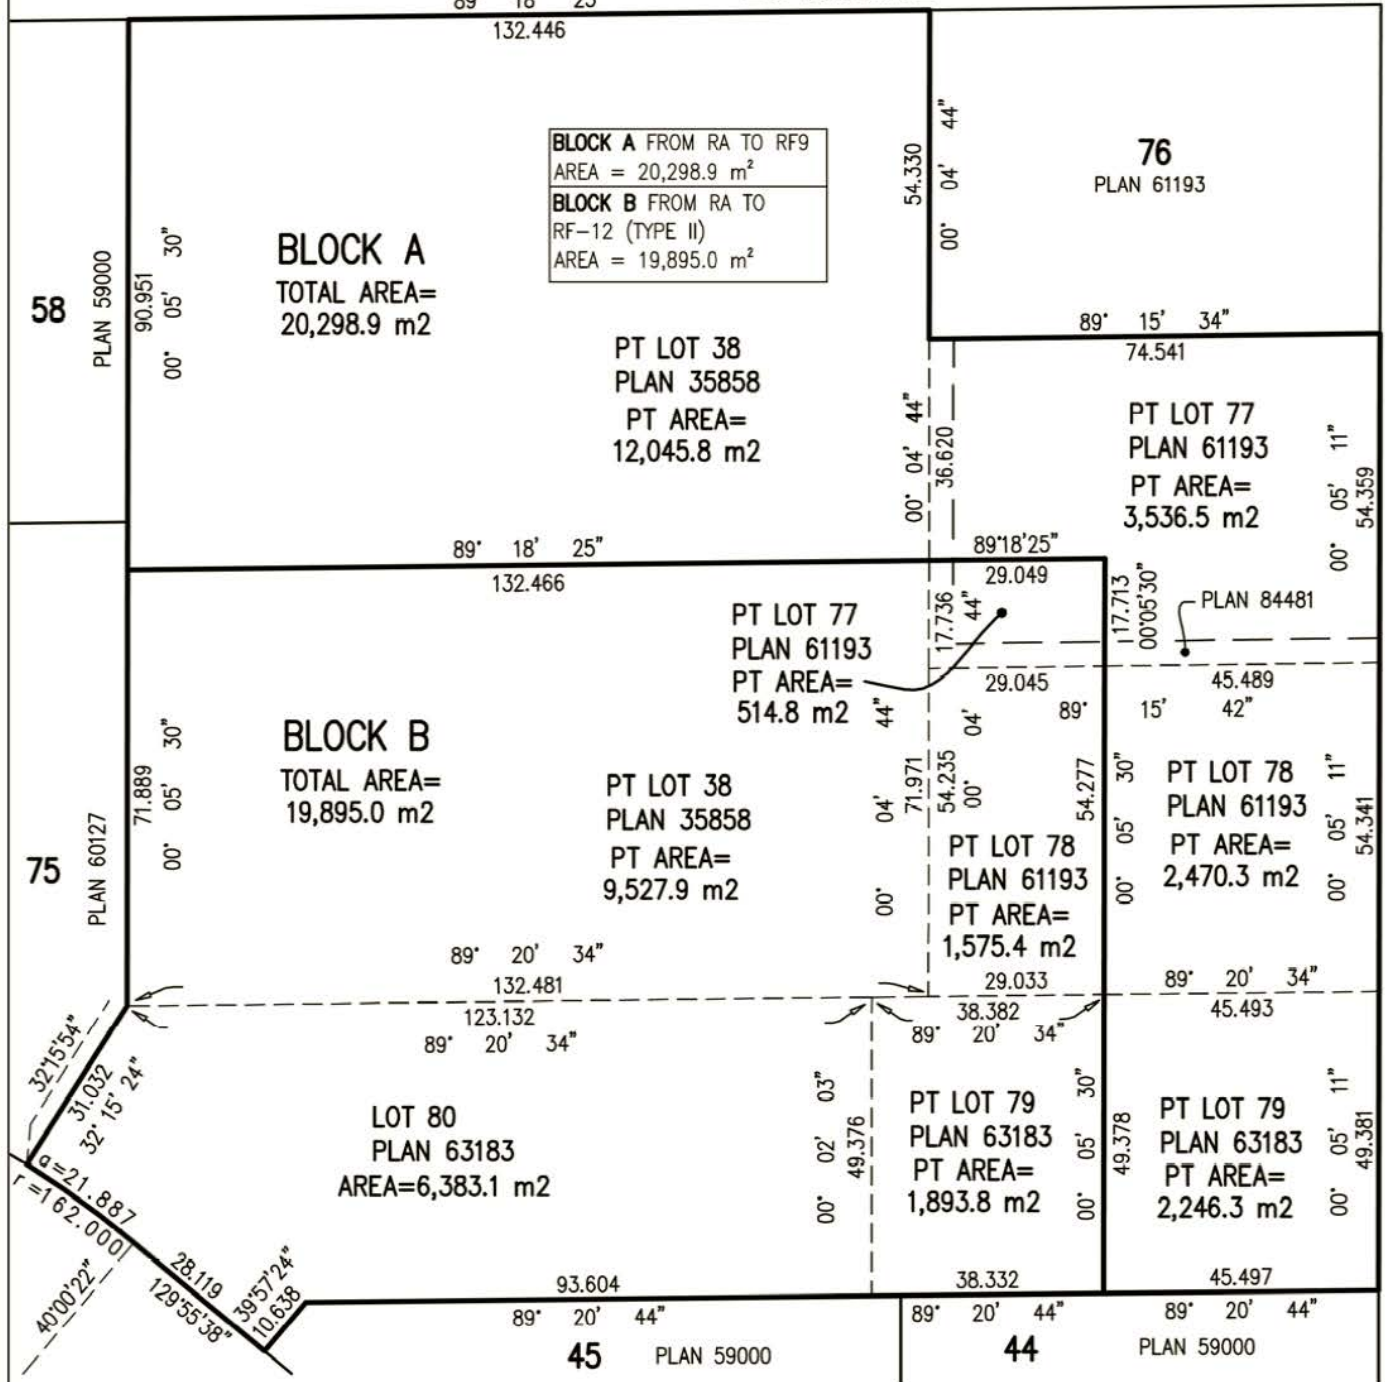 89° 18' 25"
132.446
BLOCK A FROM RA TO RF9
AREA = 20,298.9 m²
BLOCK B FROM RA TO
RF-12 (TYPE II)
AREA = 19,895.0 m²
54.330
00° 04' 44"
76
PLAN 61193
58
PLAN 59000
90.951
00° 05' 30"
BLOCK A
TOTAL AREA=
20,298.9 m2
PT LOT 38
PLAN 35858
PT AREA=
12,045.8 m2
89° 15' 34"
74.541
00° 04' 44"
36.620
PT LOT 77
PLAN 61193
PT AREA=
3,536.5 m2
00° 05' 11"
54.359
89° 18' 25"
132.466
89°18'25"
29.049
PT LOT 77
PLAN 61193
PT AREA=
514.8 m2
17.736
44"
04'
00°
17.713
00°05'30"
PLAN 84481
29.045
45.489
89° 15' 42"
75
PLAN 60127
71.889
00° 05' 30"
BLOCK B
TOTAL AREA=
19,895.0 m2
PT LOT 38
PLAN 35858
PT AREA=
9,527.9 m2
00° 04' 44"
71.971
54.235
54.277
00° 05' 30"
PT LOT 78
PLAN 61193
PT AREA=
1,575.4 m2
PT LOT 78
PLAN 61193
PT AREA=
2,470.3 m2
00° 05' 11"
54.341
89° 20' 34"
132.481
123.132
89° 20' 34"
29.033
38.382
89° 20' 34"
89° 20' 34"
45.493
32°15'54"
31.032
32° 15' 24"
LOT 80
PLAN 63183
AREA=6,383.1 m2
00° 02' 03"
49.376
PT LOT 79
PLAN 63183
PT AREA=
1,893.8 m2
00° 05' 30"
49.378
PT LOT 79
PLAN 63183
PT AREA=
2,246.3 m2
00° 05' 11"
49.381
a=21.887
r=162.000
40°00'22"
28.119
129°55'38"
39°57'24"
10.638
93.604
89° 20' 44"
38.332
89° 20' 44"
45.497
89° 20' 44"
45 PLAN 59000
44 PLAN 59000